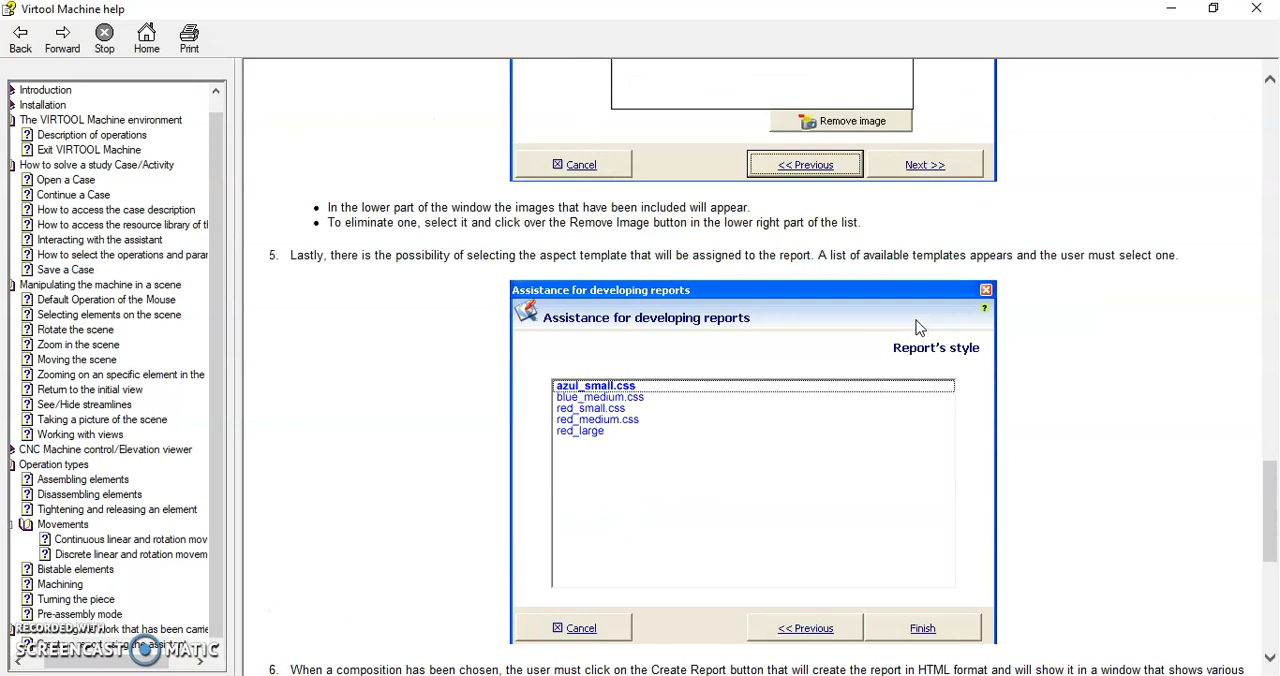 Virtool Machine help
Back Forward Stop Home Print
Introduction
Installation
The VIRTOOL Machine environment
Description of operations
Exit VIRTOOL Machine
How to solve a study Case/Activity
Open a Case
Continue a Case
How to access the case description
How to access the resource library of th
Interacting with the assistant
How to select the operations and parar
Save a Case
Manipulating the machine in a scene
Default Operation of the Mouse
Selecting elements on the scene
Rotate the scene
Zoom in the scene
Moving the scene
Zooming on an specific element in the
Return to the initial view
See/Hide streamlines
Taking a picture of the scene
Working with views
CNC Machine control/Elevation viewer
Operation types
Assembling elements
Disassembling elements
Tightening and releasing an element
Movements
Continuous linear and rotation mov
Discrete linear and rotation movem
Bistable elements
Machining
Turning the piece
Pre-assembly mode
RECORDED WITH
SCREENCAST MATIC
Remove image
Cancel << Previous Next >>
• In the lower part of the window the images that have been included will appear.
• To eliminate one, select it and click over the Remove Image button in the lower right part of the list.
5. Lastly, there is the possibility of selecting the aspect template that will be assigned to the report. A list of available templates appears and the user must select one.
Assistance for developing reports
Assistance for developing reports
Report's style
azul_small.css
blue_medium.css
red_small.css
red_medium.css
red_large
Cancel << Previous Finish
6. When a composition has been chosen, the user must click on the Create Report button that will create the report in HTML format and will show it in a window that shows various